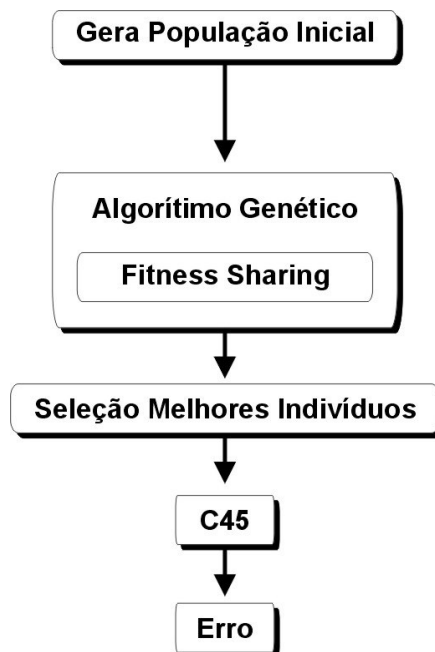 Gera População Inicial
Algorítimo Genético
Fitness Sharing
Seleção Melhores Indivíduos
C45
Erro